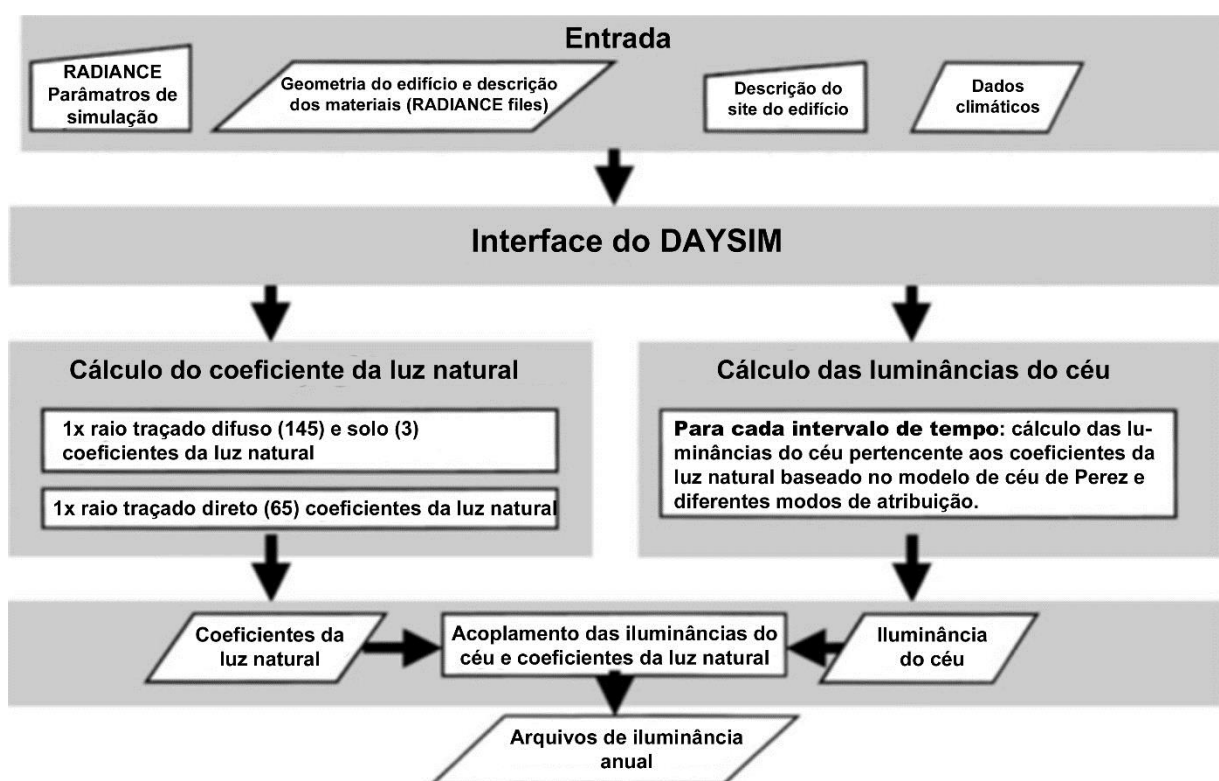 Entrada
RADIANCE
Parâmatros de
simulação
Geometria do edifício e descrição
dos materiais (RADIANCE files)
Descrição do
site do edifício
Dados
climáticos
Interface do DAYSIM
Cálculo do coeficiente da luz natural
1x raio traçado difuso (145) e solo (3)
coeficientes da luz natural
1x raio traçado direto (65) coeficientes da luz natural
Cálculo das luminâncias do céu
Para cada intervalo de tempo: cálculo das lu-
minâncias do céu pertencente aos coeficientes da
luz natural baseado no modelo de céu de Perez e
diferentes modos de atribuição.
Coeficientes da
luz natural
Acoplamento das iluminâncias do
céu e coeficientes da luz natural
Iluminância
do céu
Arquivos de iluminância
anual